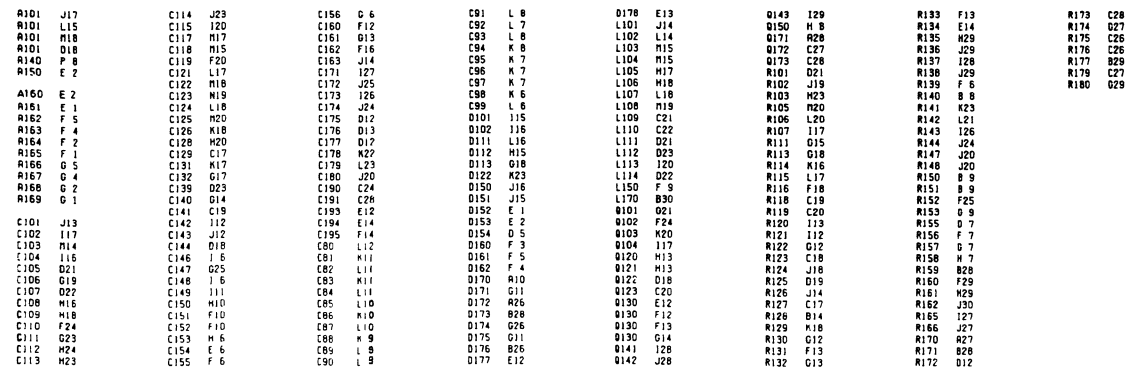 A101 J17
A101 L15
A101 M18
A101 D18
A140 P 8
A150 E 2
A160 E 2
A161 E 1
A162 F 5
A163 F 4
A164 F 2
A165 F 1
A166 G 5
A167 G 4
A168 G 2
A169 G 1
C101 J13
C102 I17
C103 M14
C104 I16
C105 D21
C106 G19
C107 D22
C108 M16
C109 H18
C110 F24
C111 G23
C112 H24
C113 H23
C114 J23
C115 I20
C117 M17
C118 M15
C119 F20
C121 L17
C122 M18
C123 N19
C124 L18
C125 M20
C126 K18
C128 H20
C129 C17
C131 K17
C132 G17
C139 D23
C140 G14
C141 C19
C142 I12
C143 J12
C144 D18
C146 I 6
C147 G25
C148 I 6
C149 I11
C150 H10
C151 F10
C152 F10
C153 H 6
C154 E 6
C155 F 6
C156 G 6
C160 F12
C161 G13
C162 F16
C163 J14
C171 I27
C172 J25
C173 I26
C174 J24
C175 D12
C176 D13
C177 D12
C178 K22
C179 L23
C180 J20
C190 C24
C191 C28
C193 E12
C194 E14
C195 F14
C80 L12
C81 K11
C82 L11
C83 K11
C84 L11
C85 L10
C86 K10
C87 L10
C88 K 9
C89 L 9
C90 L 9
C91 L 8
C92 L 7
C93 L 8
C94 K 8
C95 K 7
C96 K 7
C97 K 7
C98 K 6
C99 L 6
D101 I15
D102 I16
D111 L16
D112 H15
D113 G18
D122 K23
D150 J16
D151 J15
D152 E 1
D153 E 2
D154 D 5
D160 F 3
D161 F 5
D162 F 4
D170 A10
D171 G11
D172 A26
D173 B28
D174 G26
D175 G11
D176 B26
D177 E12
D178 E13
L101 J14
L102 L14
L103 M15
L104 M15
L105 H17
L106 H18
L107 L18
L108 M19
L109 C21
L110 C22
L111 D21
L112 D23
L113 I20
L114 D22
L150 F 9
L170 B30
Q101 G21
Q102 F24
Q103 K20
Q104 I17
Q120 H13
Q121 H13
Q122 D18
Q123 C20
Q130 E12
Q130 F12
Q130 F13
Q130 G14
Q141 I28
Q142 J28
Q143 I29
Q150 H 8
Q171 A28
Q172 C27
Q173 C28
R101 D21
R102 J19
R103 H23
R105 M20
R106 L20
R107 I17
R111 G15
R113 G18
R114 K16
R115 L17
R116 F18
R118 C19
R119 C20
R120 I13
R121 I12
R122 G12
R123 C18
R124 J18
R125 D19
R126 J14
R127 C17
R128 B14
R129 K18
R130 G12
R131 F13
R132 G13
R133 F13
R134 E14
R135 H29
R136 J29
R137 I28
R138 J29
R139 F 6
R140 B 8
R141 K23
R142 L21
R143 I26
R144 J24
R147 J20
R148 J20
R150 B 9
R151 B 9
R152 F25
R153 G 9
R155 D 7
R156 F 7
R157 G 7
R158 H 7
R159 B28
R160 F29
R161 H29
R162 J30
R165 I27
R166 J27
R170 A27
R171 B28
R172 D12
R173 C28
R174 D27
R175 C26
R176 C26
R177 B29
R179 C27
R180 G29